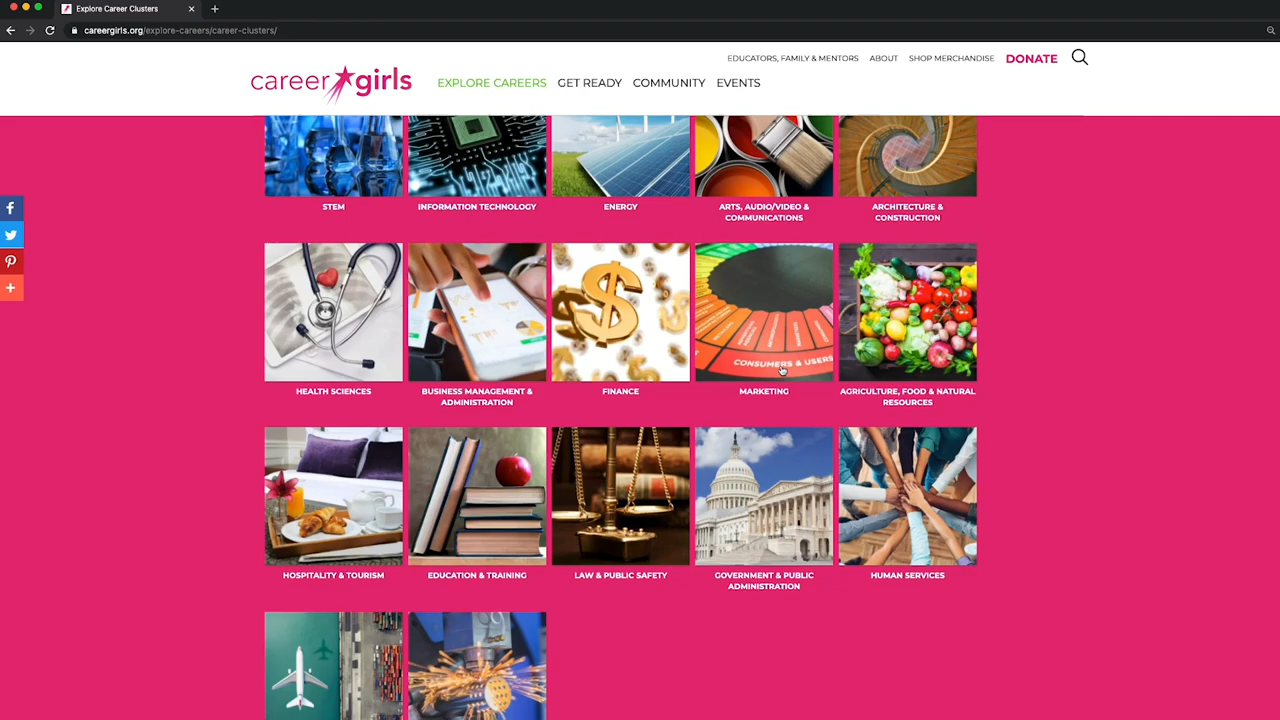 Explore Career Clusters
careergirls.org/explore-careers/career-clusters/
EDUCATORS, FAMILY & MENTORS ABOUT SHOP MERCHANDISE DONATE
career girls
EXPLORE CAREERS GET READY COMMUNITY EVENTS
STEM
INFORMATION TECHNOLOGY
ENERGY
ARTS, AUDIO/VIDEO &
COMMUNICATIONS
ARCHITECTURE &
CONSTRUCTION
CONSUMERS & USERS
HEALTH SCIENCES
BUSINESS MANAGEMENT &
ADMINISTRATION
FINANCE
MARKETING
AGRICULTURE, FOOD & NATURAL
RESOURCES
HOSPITALITY & TOURISM
EDUCATION & TRAINING
LAW & PUBLIC SAFETY
GOVERNMENT & PUBLIC
ADMINISTRATION
HUMAN SERVICES